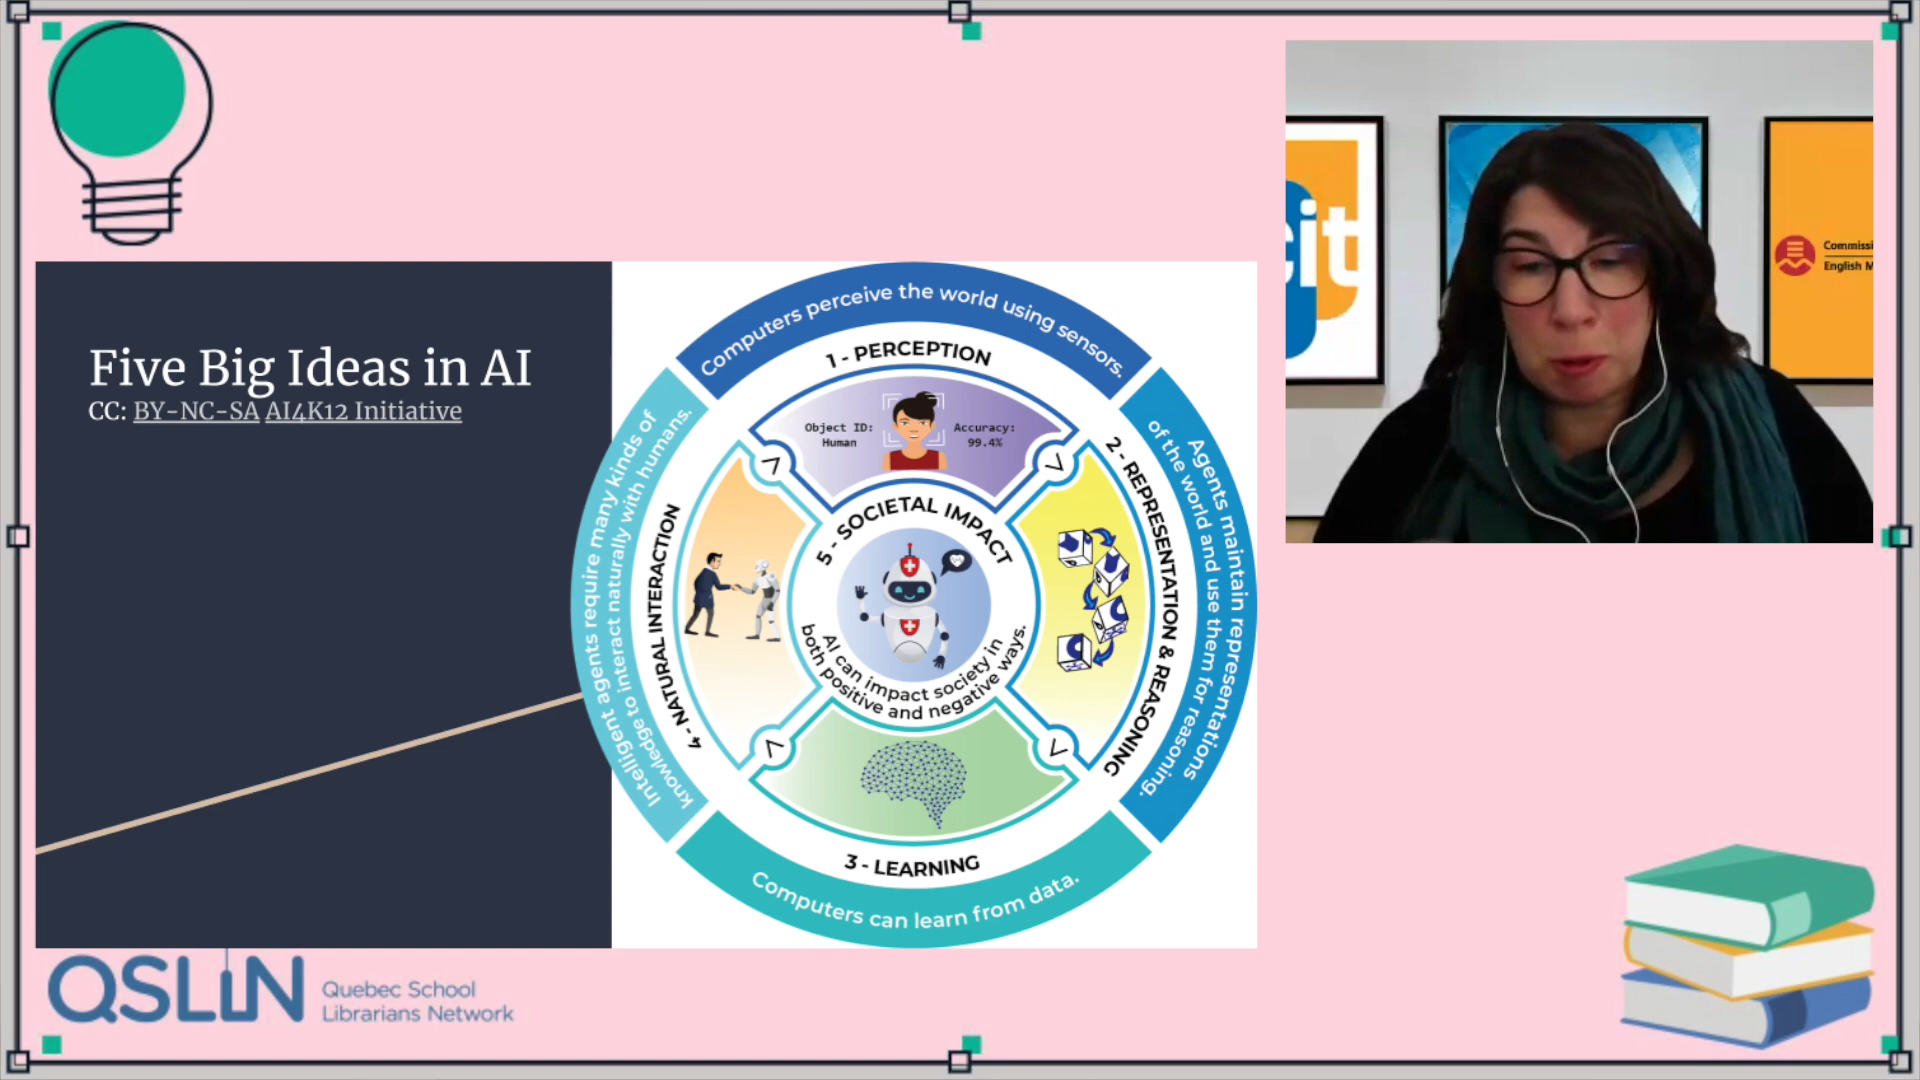 Five Big Ideas in AI
CC: BY-NC-SA AI4K12 Initiative
Computers perceive the world using sensors.
1 - PERCEPTION
Object ID:
Human
Accuracy:
99.4%
Agents maintain representations
of the world and use them for reasoning.
2 - REPRESENTATION & REASONING
3 - LEARNING
Computers can learn from data.
Intelligent agents require many kinds of
knowledge to interact naturally with humans.
4 - NATURAL INTERACTION
5 - SOCIETAL IMPACT
AI can impact society in
both positive and negative ways.
cit
Commissi
English M
QSLiN
Quebec School
Librarians Network